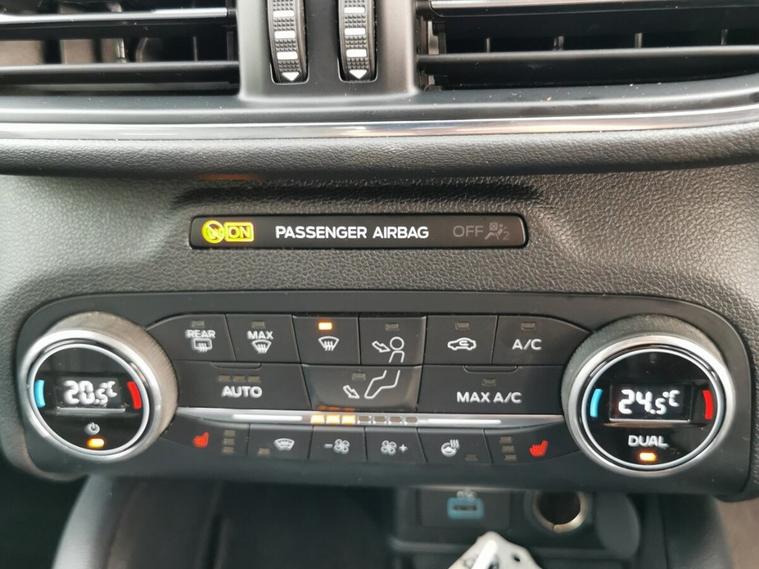 ON PASSENGER AIRBAG OFF
REAR
MAX
A/C
AUTO
MAX A/C
20.5°C
24.5°C
DUAL
- +